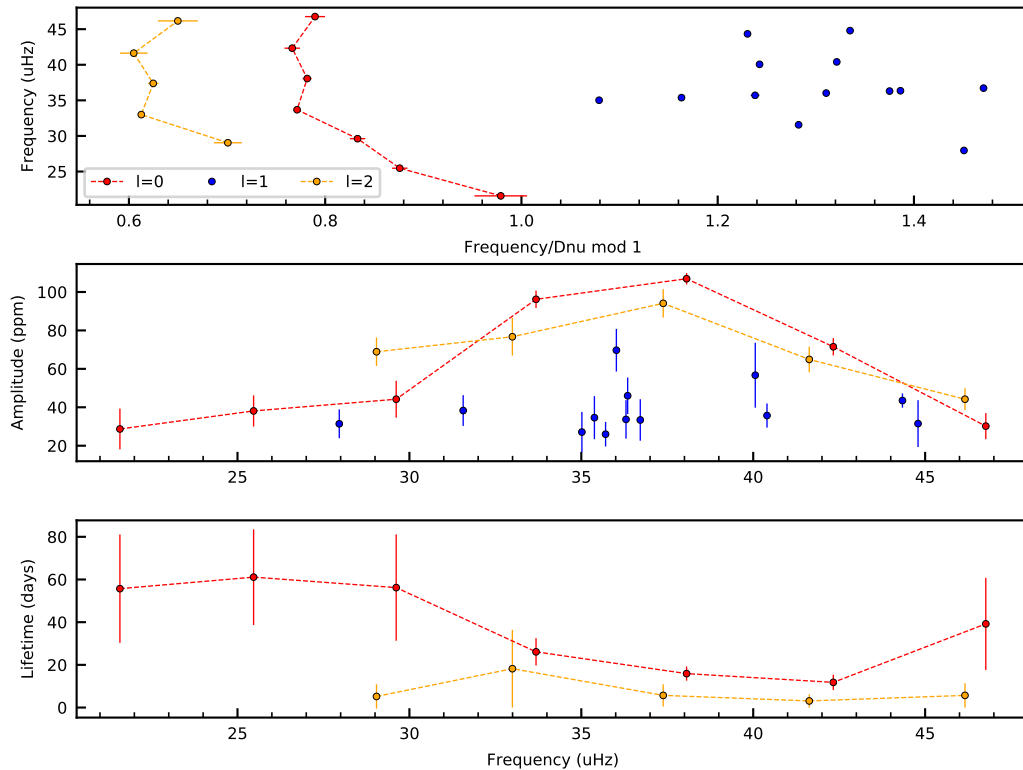 Frequency (uHz)
45
40
35
30
25
l=0 l=1 l=2
0.6 0.8 1.0 1.2 1.4
Frequency/Dnu mod 1
Amplitude (ppm)
100
80
60
40
20
25 30 35 40 45
Lifetime (days)
80
60
40
20
0
25 30 35 40 45
Frequency (uHz)